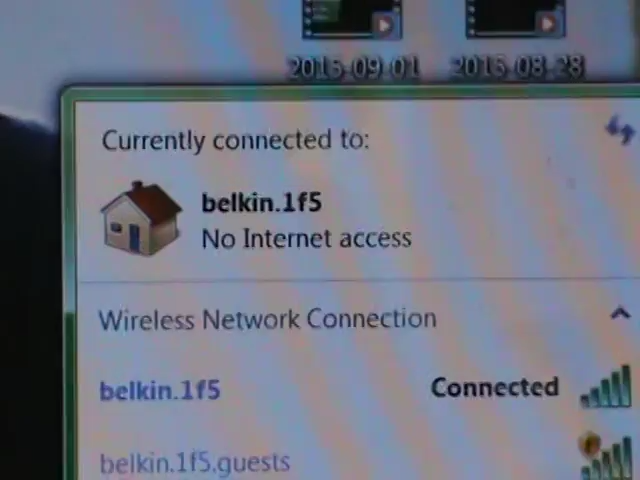 2015-09-01 2015-08-28
Currently connected to:
belkin.1f5
No Internet access
Wireless Network Connection
belkin.1f5 Connected
belkin.1f5.guests